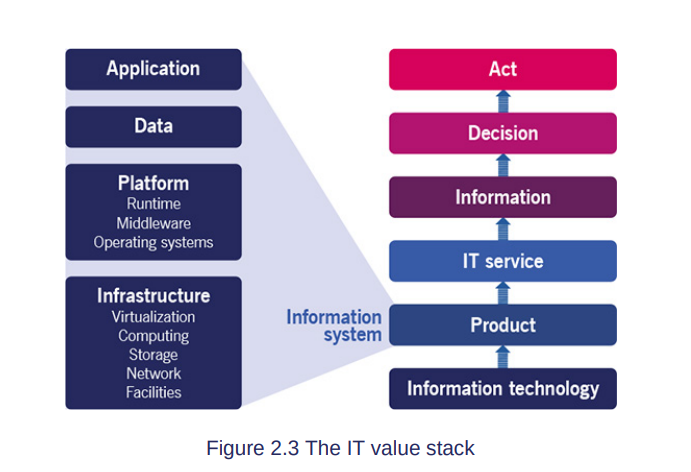 Application
Data
Platform
Runtime
Middleware
Operating systems
Infrastructure
Virtualization
Computing
Storage
Network
Facilities
Information
system
Act
Decision
Information
IT service
Product
Information technology
Figure 2.3 The IT value stack